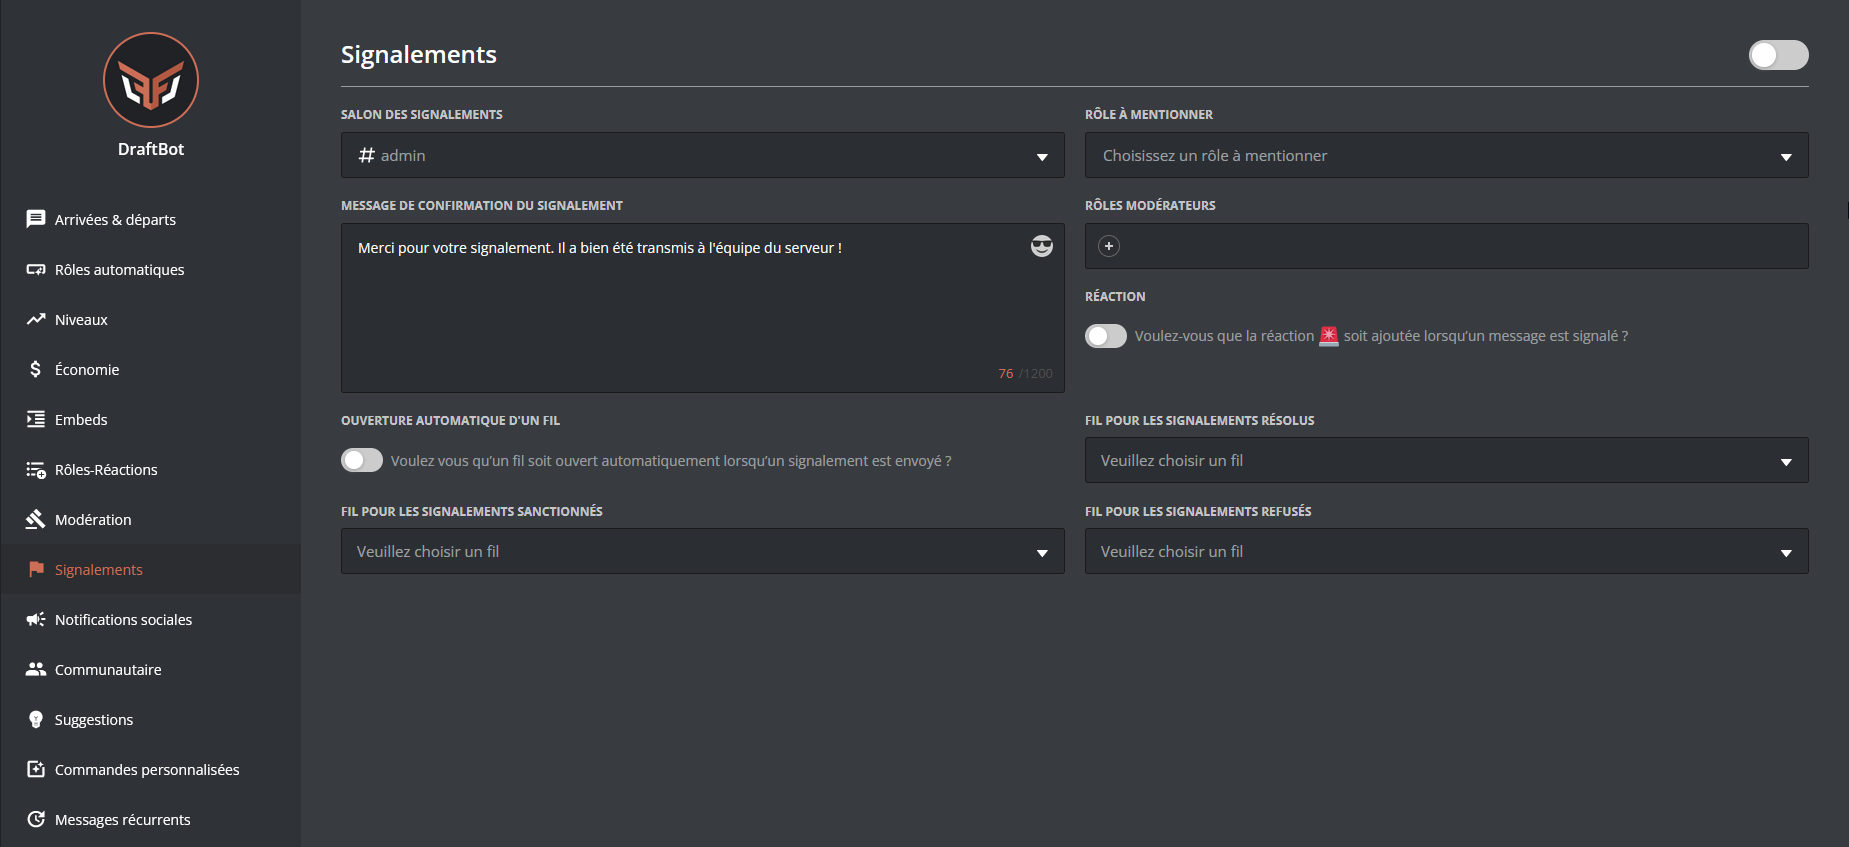 DraftBot
Arrivées & départs
Rôles automatiques
Niveaux
Économie
Embeds
Rôles-Réactions
Modération
Signalements
Notifications sociales
Communautaire
Suggestions
Commandes personnalisées
Messages récurrents
Signalements
SALON DES SIGNALEMENTS
# admin
RÔLE À MENTIONNER
Choisissez un rôle à mentionner
MESSAGE DE CONFIRMATION DU SIGNALEMENT
Merci pour votre signalement. Il a bien été transmis à l'équipe du serveur !
76 /1200
RÔLES MODÉRATEURS
RÉACTION
Voulez-vous que la réaction 🚨 soit ajoutée lorsqu'un message est signalé ?
OUVERTURE AUTOMATIQUE D'UN FIL
Voulez vous qu'un fil soit ouvert automatiquement lorsqu'un signalement est envoyé ?
FIL POUR LES SIGNALEMENTS RÉSOLUS
Veuillez choisir un fil
FIL POUR LES SIGNALEMENTS SANCTIONNÉS
Veuillez choisir un fil
FIL POUR LES SIGNALEMENTS REFUSÉS
Veuillez choisir un fil